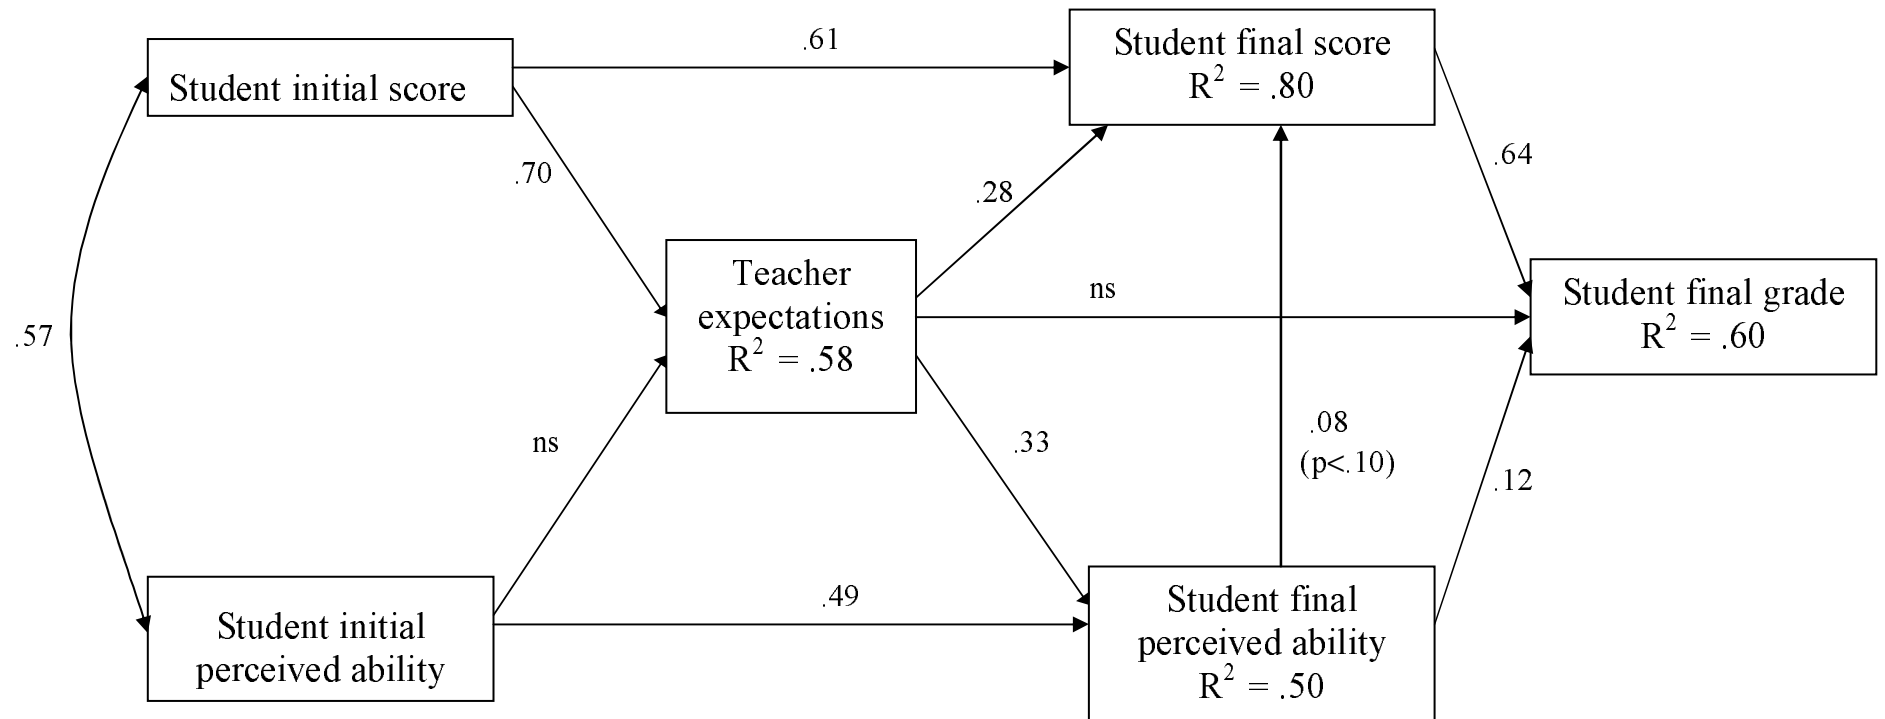 .61
Student final score
R² = .80
Student initial score
.70
.28
.64
Teacher
expectations
R² = .58
ns
Student final grade
R² = .60
.57
ns
.33
.08
(p<.10)
.12
.49
Student initial
perceived ability
Student final
perceived ability
R² = .50